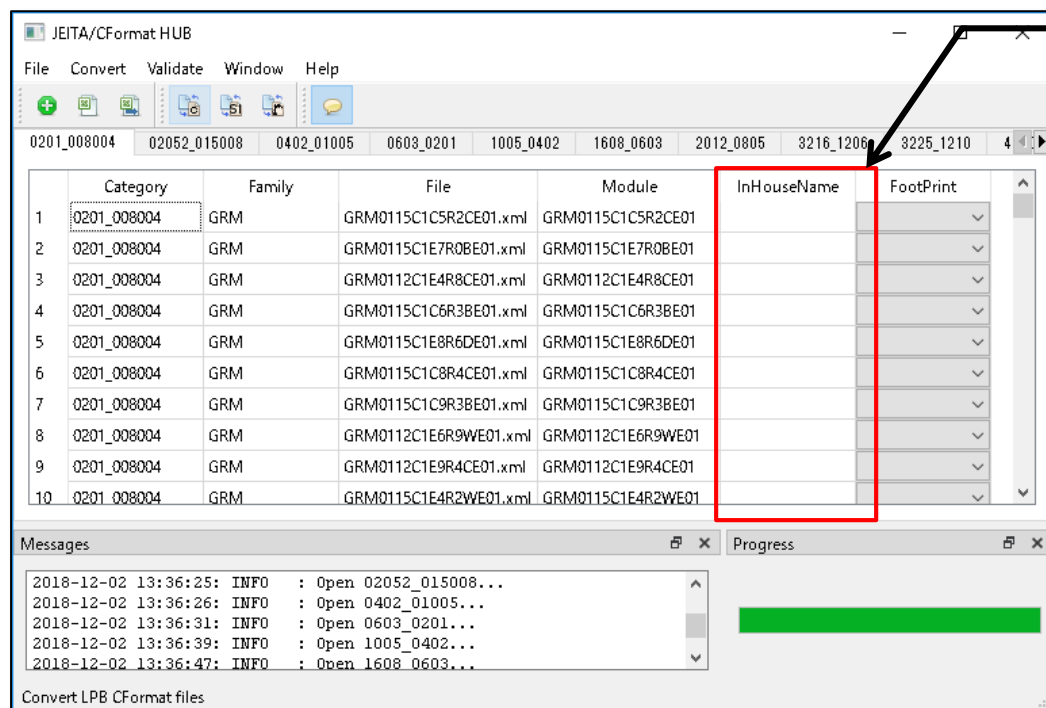 JEITA/CFormat HUB
File Convert Validate Window Help
0201_008004 02052_015008 0402_01005 0603_0201 1005_0402 1608_0603 2012_0805 3216_1206 3225_1210 4
Category Family File Module InHouseName FootPrint
1 0201_008004 GRM GRM0115C1C5R2CE01.xml GRM0115C1C5R2CE01
2 0201_008004 GRM GRM0115C1E7R0BE01.xml GRM0115C1E7R0BE01
3 0201_008004 GRM GRM0112C1E4R8CE01.xml GRM0112C1E4R8CE01
4 0201_008004 GRM GRM0115C1C6R3BE01.xml GRM0115C1C6R3BE01
5 0201_008004 GRM GRM0115C1E8R6DE01.xml GRM0115C1E8R6DE01
6 0201_008004 GRM GRM0115C1C8R4CE01.xml GRM0115C1C8R4CE01
7 0201_008004 GRM GRM0115C1C9R3BE01.xml GRM0115C1C9R3BE01
8 0201_008004 GRM GRM0112C1E6R9WE01.xml GRM0112C1E6R9WE01
9 0201_008004 GRM GRM0112C1E9R4CE01.xml GRM0112C1E9R4CE01
10 0201_008004 GRM GRM0115C1E4R2WE01.xml GRM0115C1E4R2WE01
Messages Progress
2018-12-02 13:36:25: INFO : Open 02052_015008...
2018-12-02 13:36:26: INFO : Open 0402_01005...
2018-12-02 13:36:31: INFO : Open 0603_0201...
2018-12-02 13:36:39: INFO : Open 1005_0402...
2018-12-02 13:36:47: INFO : Open 1608_0603...
Convert LPB CFormat files